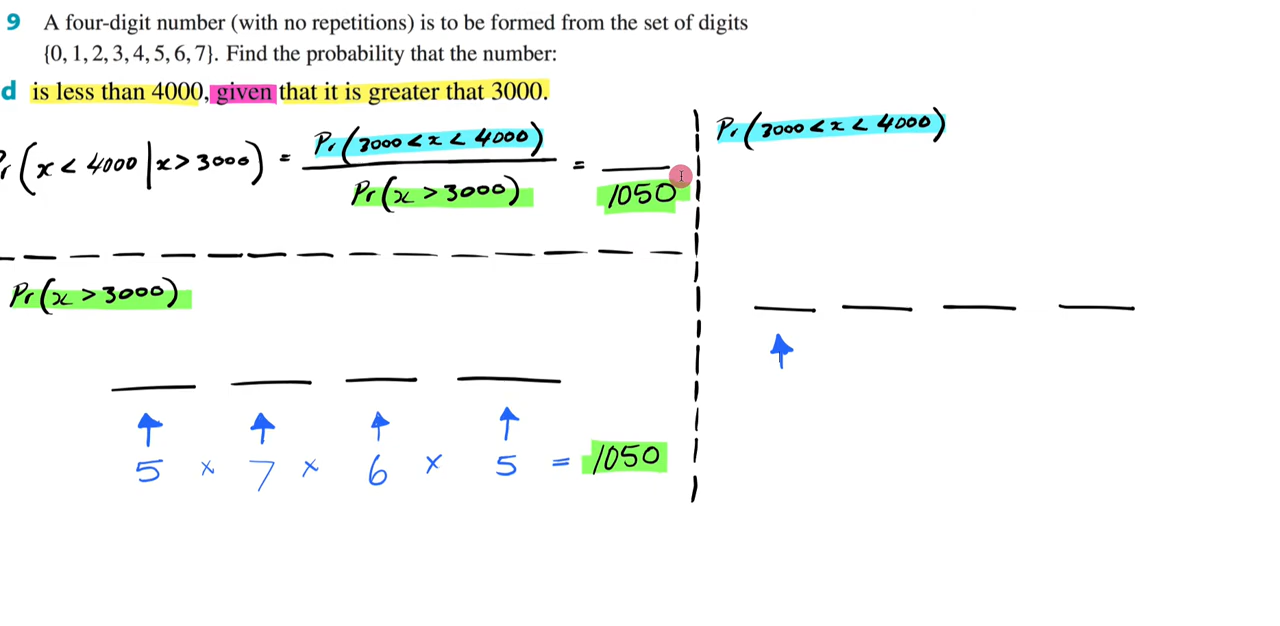 9 A four-digit number (with no repetitions) is to be formed from the set of digits
{0, 1, 2, 3, 4, 5, 6, 7}. Find the probability that the number:
d is less than 4000, given that it is greater that 3000.
Pr(x < 4000 | x > 3000) = Pr(3000 < x < 4000) / Pr(x > 3000) = / 1050
Pr(x > 3000)
5 × 7 × 6 × 5 = 1050
Pr(3000 < x < 4000)